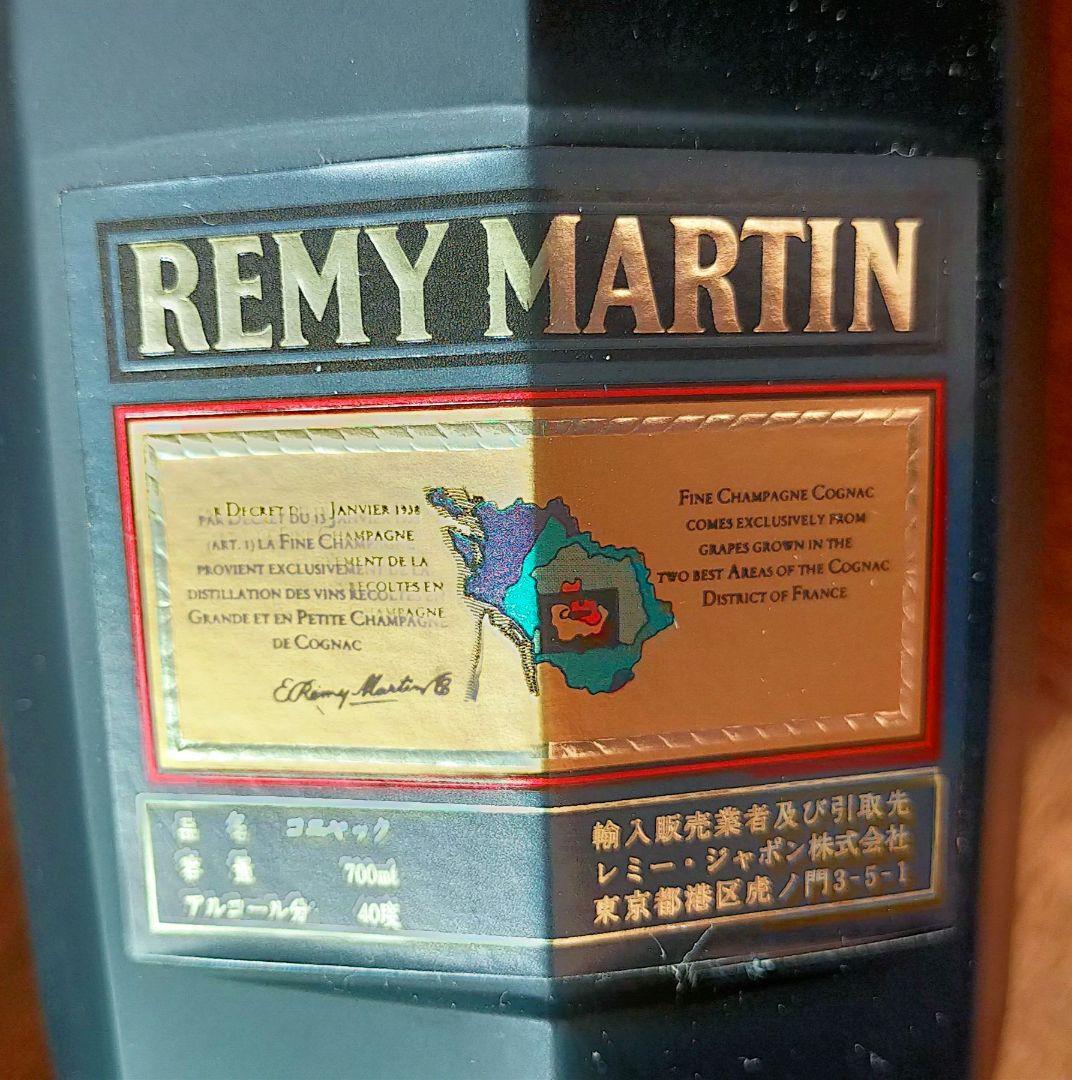 REMY MARTIN
PAR DECRET DU 13 JANVIER 1938
(ART. 1) LA FINE CHAMPAGNE
PROVIENT EXCLUSIVEMENT DE LA
DISTILLATION DES VINS RECOLTES EN
GRANDE ET EN PETITE CHAMPAGNE
DE COGNAC
E. Remy Martin
FINE CHAMPAGNE COGNAC
COMES EXCLUSIVELY FROM
GRAPES GROWN IN THE
TWO BEST AREAS OF THE COGNAC
DISTRICT OF FRANCE
品名 コニャック
容量 700ml
アルコール分 40度
輸入販売業者及び引取先
レミー・ジャポン株式会社
東京都港区虎ノ門3-5-1